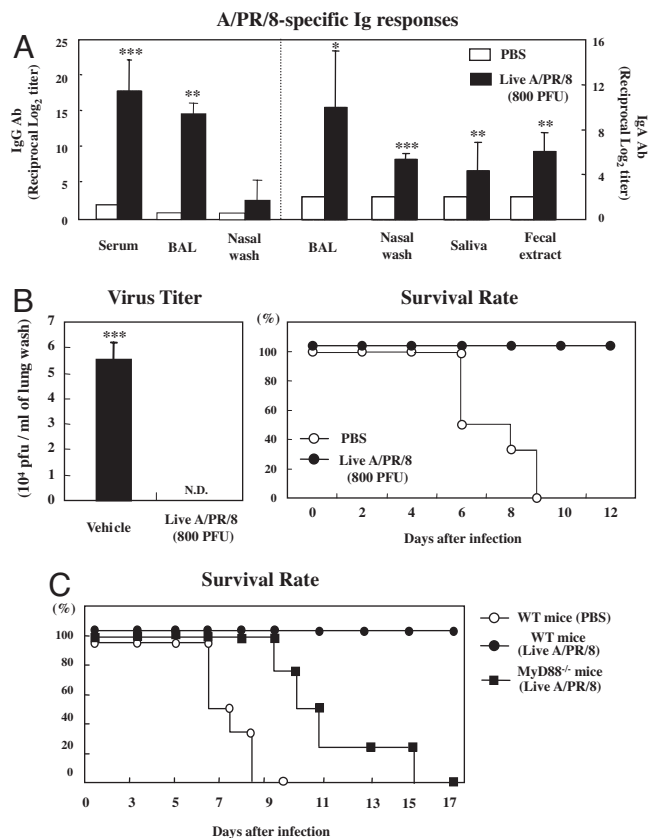 A/PR/8-specific Ig responses
A
IgG Ab
(Reciprocal Log2 titer)
25
20
15
10
5
0
***
**
*
***
**
**
PBS
Live A/PR/8
(800 PFU)
16
12
8
4
0
IgA Ab
(Reciprocal Log2 titer)
Serum BAL Nasal wash BAL Nasal wash Saliva Fecal extract
B
Virus Titer
(10⁴ pfu / ml of lung wash)
7
6
5
4
3
2
1
0
***
N.D.
Vehicle Live A/PR/8
(800 PFU)
Survival Rate
(%)
100
80
60
40
20
0
PBS
Live A/PR/8
(800 PFU)
0 2 4 6 8 10 12
Days after infection
C
Survival Rate
(%)
100
80
60
40
20
0
0 3 5 7 9 11 13 15 17
Days after infection
WT mice (PBS)
WT mice
(Live A/PR/8)
MyD88-/- mice
(Live A/PR/8)